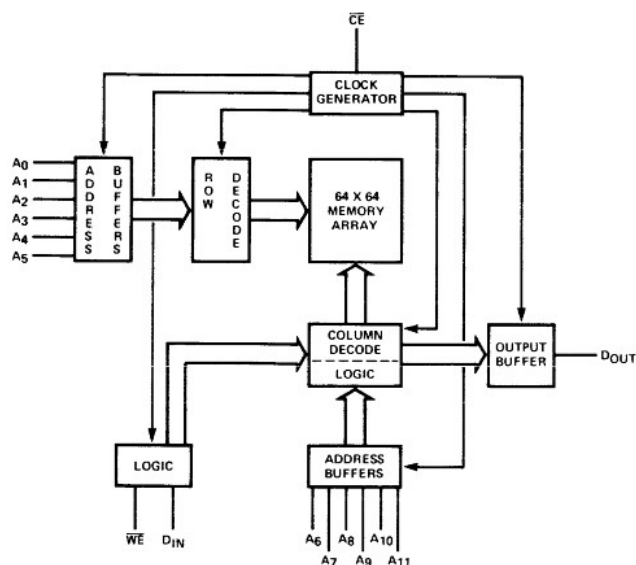 CE
CLOCK
GENERATOR
A0
A1
A2
A3
A4
A5
ADDRESS
BUFFERS
ROW
DECODE
64 X 64
MEMORY
ARRAY
COLUMN
DECODE
LOGIC
OUTPUT
BUFFER
DOUT
LOGIC
ADDRESS
BUFFERS
WE
DIN
A6
A7
A8
A9
A10
A11